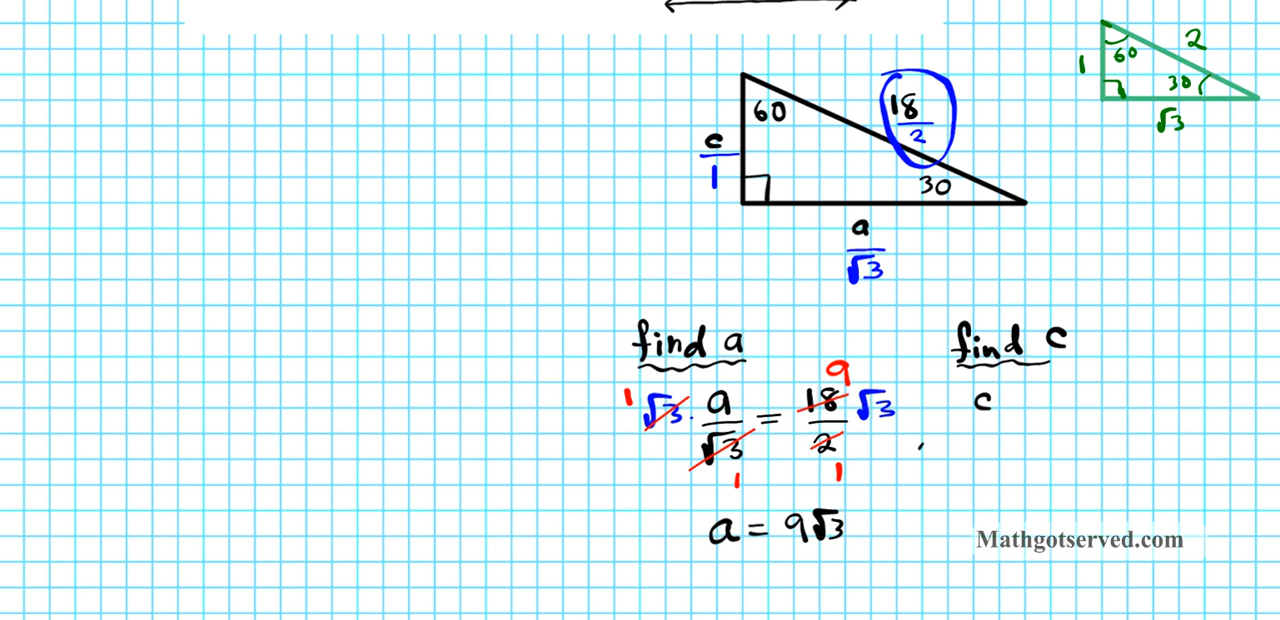 2
1
60
30
√3
60
18/2
c/1
30
a/√3
find a
find c
1 √3 · a/√3 = 18/2 √3 9
1 1
c
a = 9√3
Mathgotserved.com